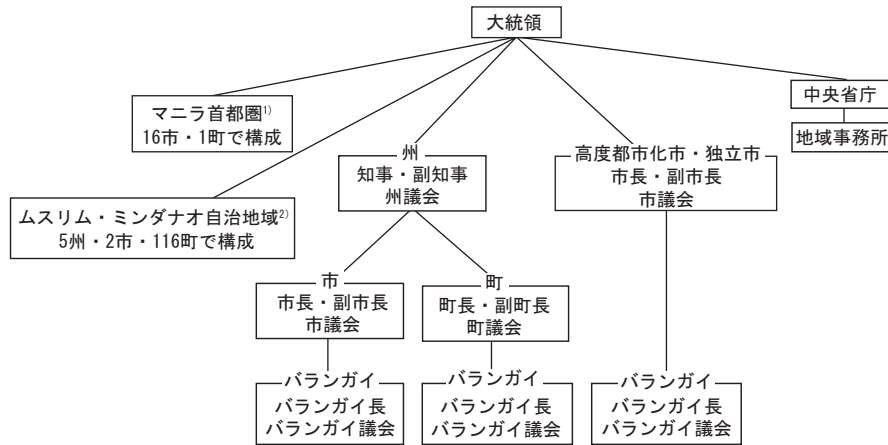 大統領
マニラ首都圏1)
16市・1町で構成
中央省庁
地域事務所
州
知事・副知事
州議会
高度都市化市・独立市
市長・副市長
市議会
ムスリム・ミンダナオ自治地域2)
5州・2市・116町で構成
市
市長・副市長
市議会
町
町長・副町長
町議会
バランガイ
バランガイ長
バランガイ議会
バランガイ
バランガイ長
バランガイ議会
バランガイ
バランガイ長
バランガイ議会